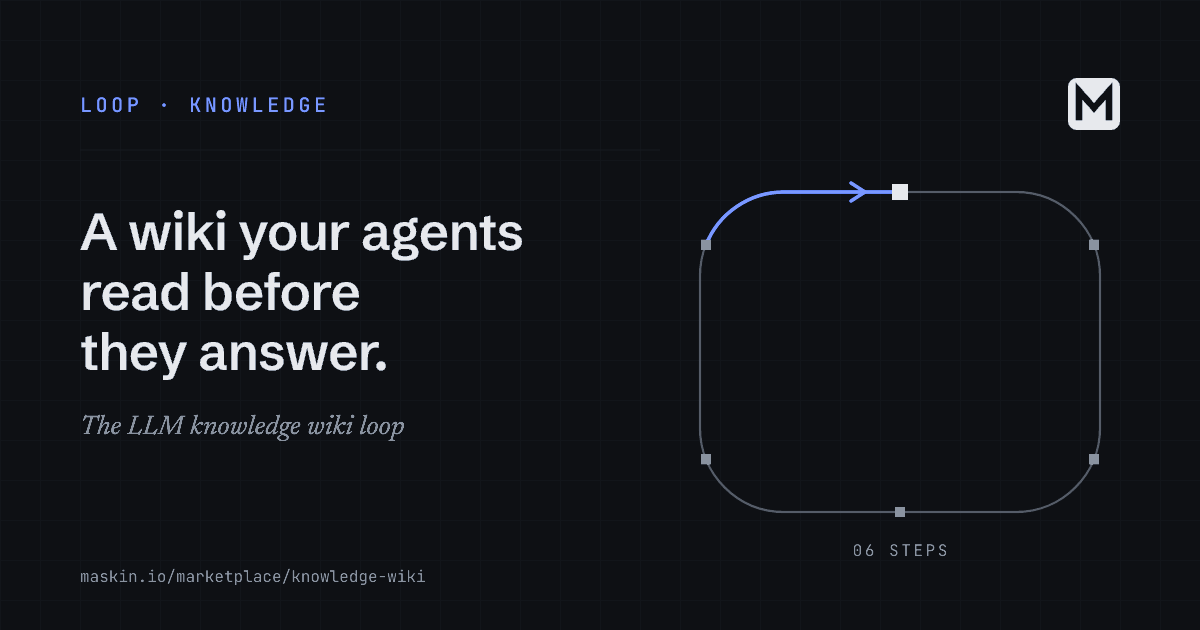 LOOP · KNOWLEDGE
M
A wiki your agents
read before
they answer.
The LLM knowledge wiki loop
06 STEPS
maskin.io/marketplace/knowledge-wiki